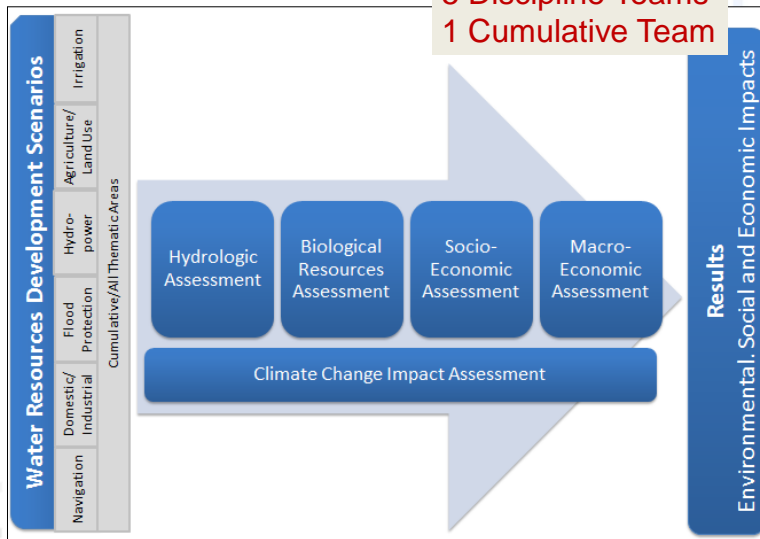 Discipline Teams
1 Cumulative Team
Water Resources Development Scenarios
Irrigation
Agriculture/
Land Use
Hydro-
power
Flood
Protection
Domestic/
Industrial
Navigation
Cumulative/All Thematic Areas
Hydrologic
Assessment
Biological
Resources
Assessment
Socio-
Economic
Assessment
Macro-
Economic
Assessment
Climate Change Impact Assessment
Results
Environmental. Social and Economic Impacts